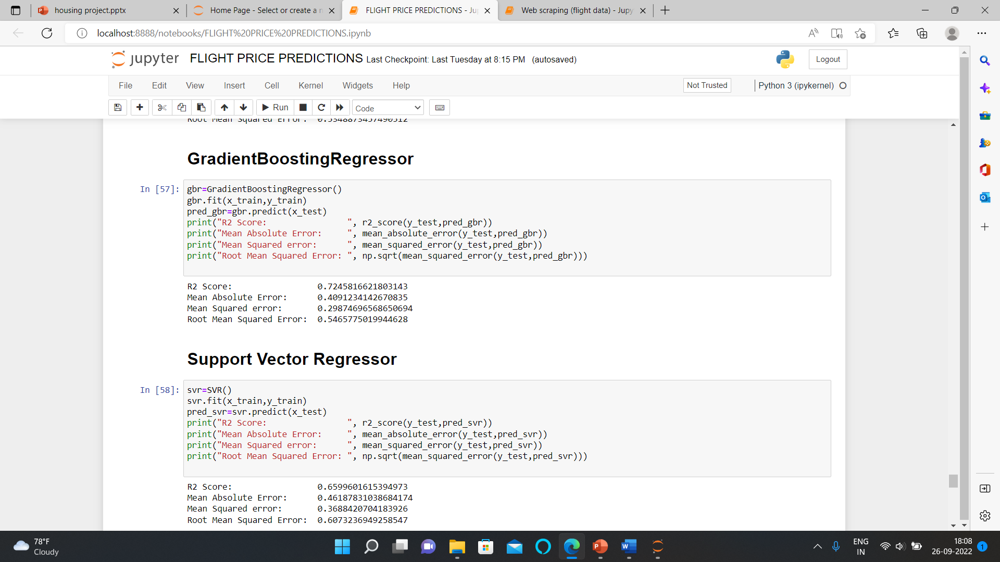 housing project.pptx
Home Page - Select or create a n
FLIGHT PRICE PREDICTIONS - Ju
Web scraping (flight data) - Jupy
localhost:8888/notebooks/FLIGHT%20PRICE%20PREDICTIONS.ipynb
jupyter FLIGHT PRICE PREDICTIONS Last Checkpoint: Last Tuesday at 8:15 PM (autosaved)
Logout
File Edit View Insert Cell Kernel Widgets Help
Not Trusted
Python 3 (ipykernel)
Run
Code
Root Mean Squared Error: 0.5348873457490512
GradientBoostingRegressor
In [57]:
gbr=GradientBoostingRegressor()
gbr.fit(x_train,y_train)
pred_gbr=gbr.predict(x_test)
print("R2 Score:                ", r2_score(y_test,pred_gbr))
print("Mean Absolute Error:     ", mean_absolute_error(y_test,pred_gbr))
print("Mean Squared error:      ", mean_squared_error(y_test,pred_gbr))
print("Root Mean Squared Error: ", np.sqrt(mean_squared_error(y_test,pred_gbr)))
R2 Score:                 0.7245816621803143
Mean Absolute Error:      0.4091234142670835
Mean Squared error:       0.29874696568650694
Root Mean Squared Error:  0.5465775019944628
Support Vector Regressor
In [58]:
svr=SVR()
svr.fit(x_train,y_train)
pred_svr=svr.predict(x_test)
print("R2 Score:                ", r2_score(y_test,pred_svr))
print("Mean Absolute Error:     ", mean_absolute_error(y_test,pred_svr))
print("Mean Squared error:      ", mean_squared_error(y_test,pred_svr))
print("Root Mean Squared Error: ", np.sqrt(mean_squared_error(y_test,pred_svr)))
R2 Score:                 0.6599601615394973
Mean Absolute Error:      0.46187831038684174
Mean Squared error:       0.3688420704183926
Root Mean Squared Error:  0.6073236949258547
78°F
Cloudy
ENG
IN
18:08
26-09-2022
1